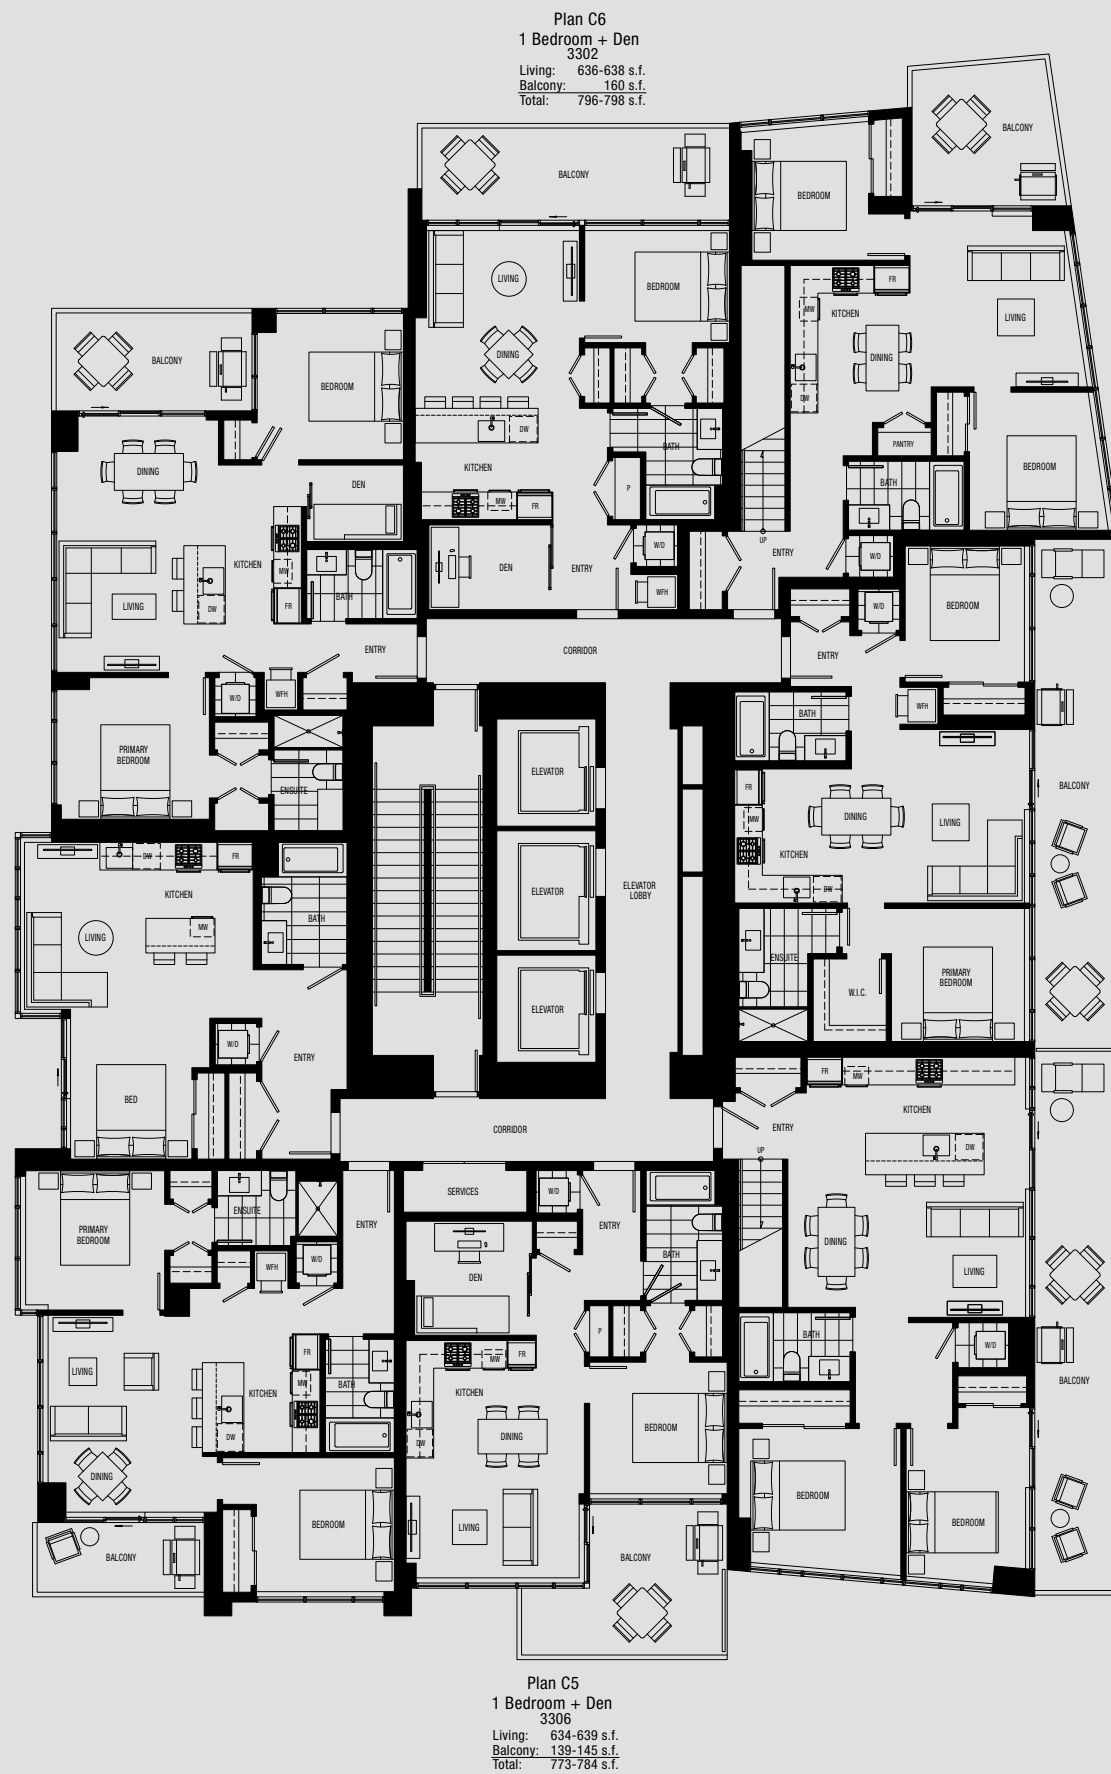 Plan C6
1 Bedroom + Den
3302
Living: 636-638 s.f.
Balcony: 160 s.f.
Total: 796-798 s.f.
BALCONY
BALCONY
BEDROOM
LIVING
BEDROOM
FR
MW
KITCHEN
LIVING
BALCONY
DINING
DINING
BEDROOM
DW
DW
PANTRY
BATH
KITCHEN
BEDROOM
DINING
DEN
P
BATH
MW
FR
UP
W/D
ENTRY
W/D
KITCHEN
DEN
ENTRY
MW
WFH
W/D
BEDROOM
LIVING
DW
FR
BATH
ENTRY
CORRIDOR
ENTRY
W/D
WFH
WFH
BATH
PRIMARY
BEDROOM
ELEVATOR
ENSUITE
FR
BALCONY
MW
DINING
LIVING
KITCHEN
DW
FR
KITCHEN
ELEVATOR
ELEVATOR
LOBBY
DW
BATH
MW
LIVING
ENSUITE
PRIMARY
BEDROOM
W.I.C.
ELEVATOR
W/D
ENTRY
BED
FR
MW
KITCHEN
CORRIDOR
ENTRY
DW
UP
SERVICES
W/D
ENSUITE
ENTRY
ENTRY
PRIMARY
BEDROOM
DINING
BATH
WFH
W/D
DEN
LIVING
P
BATH
W/D
FR
MW
FR
LIVING
MW
BATH
KITCHEN
KITCHEN
BALCONY
DW
DW
DINING
BEDROOM
DINING
BEDROOM
BEDROOM
LIVING
BEDROOM
BALCONY
BALCONY
Plan C5
1 Bedroom + Den
3306
Living: 634-639 s.f.
Balcony: 139-145 s.f.
Total: 773-784 s.f.